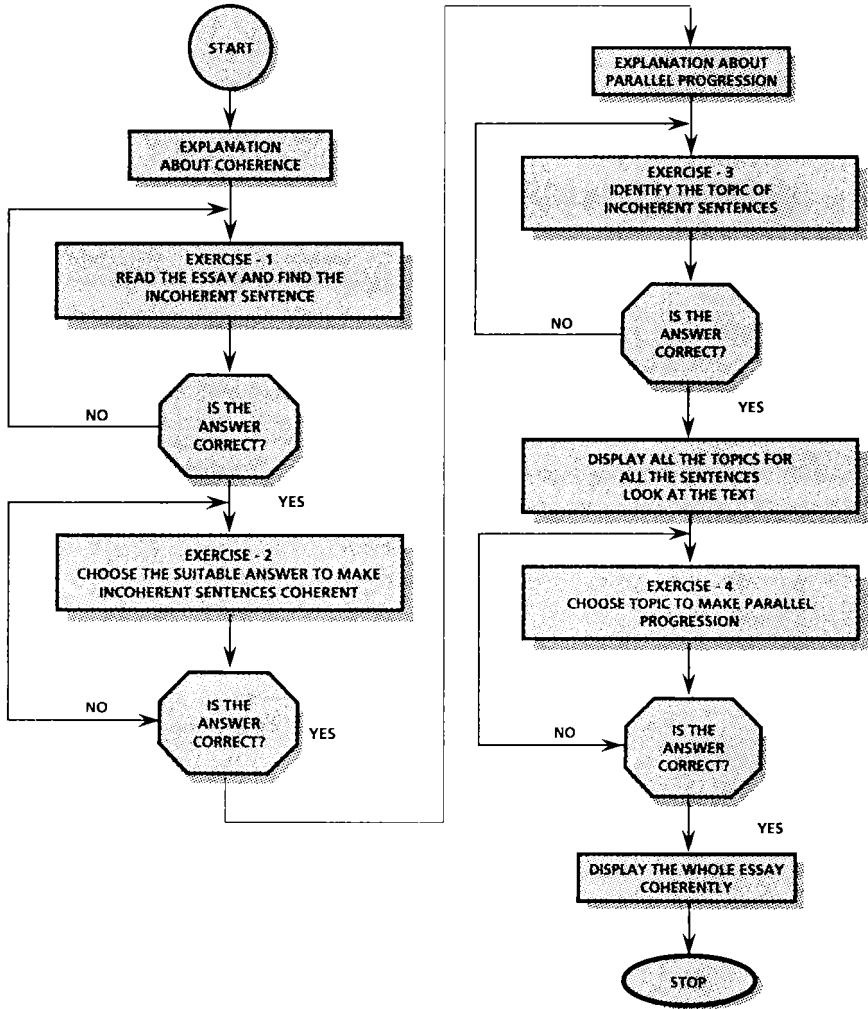 START
EXPLANATION
ABOUT COHERENCE
EXERCISE - 1
READ THE ESSAY AND FIND THE
INCOHERENT SENTENCE
IS THE
ANSWER
CORRECT?
NO
YES
EXERCISE - 2
CHOOSE THE SUITABLE ANSWER TO MAKE
INCOHERENT SENTENCES COHERENT
IS THE
ANSWER
CORRECT?
NO
YES
EXPLANATION ABOUT
PARALLEL PROGRESSION
EXERCISE - 3
IDENTIFY THE TOPIC OF
INCOHERENT SENTENCES
IS THE
ANSWER
CORRECT?
NO
YES
DISPLAY ALL THE TOPICS FOR
ALL THE SENTENCES
LOOK AT THE TEXT
EXERCISE - 4
CHOOSE TOPIC TO MAKE PARALLEL
PROGRESSION
IS THE
ANSWER
CORRECT?
NO
YES
DISPLAY THE WHOLE ESSAY
COHERENTLY
STOP